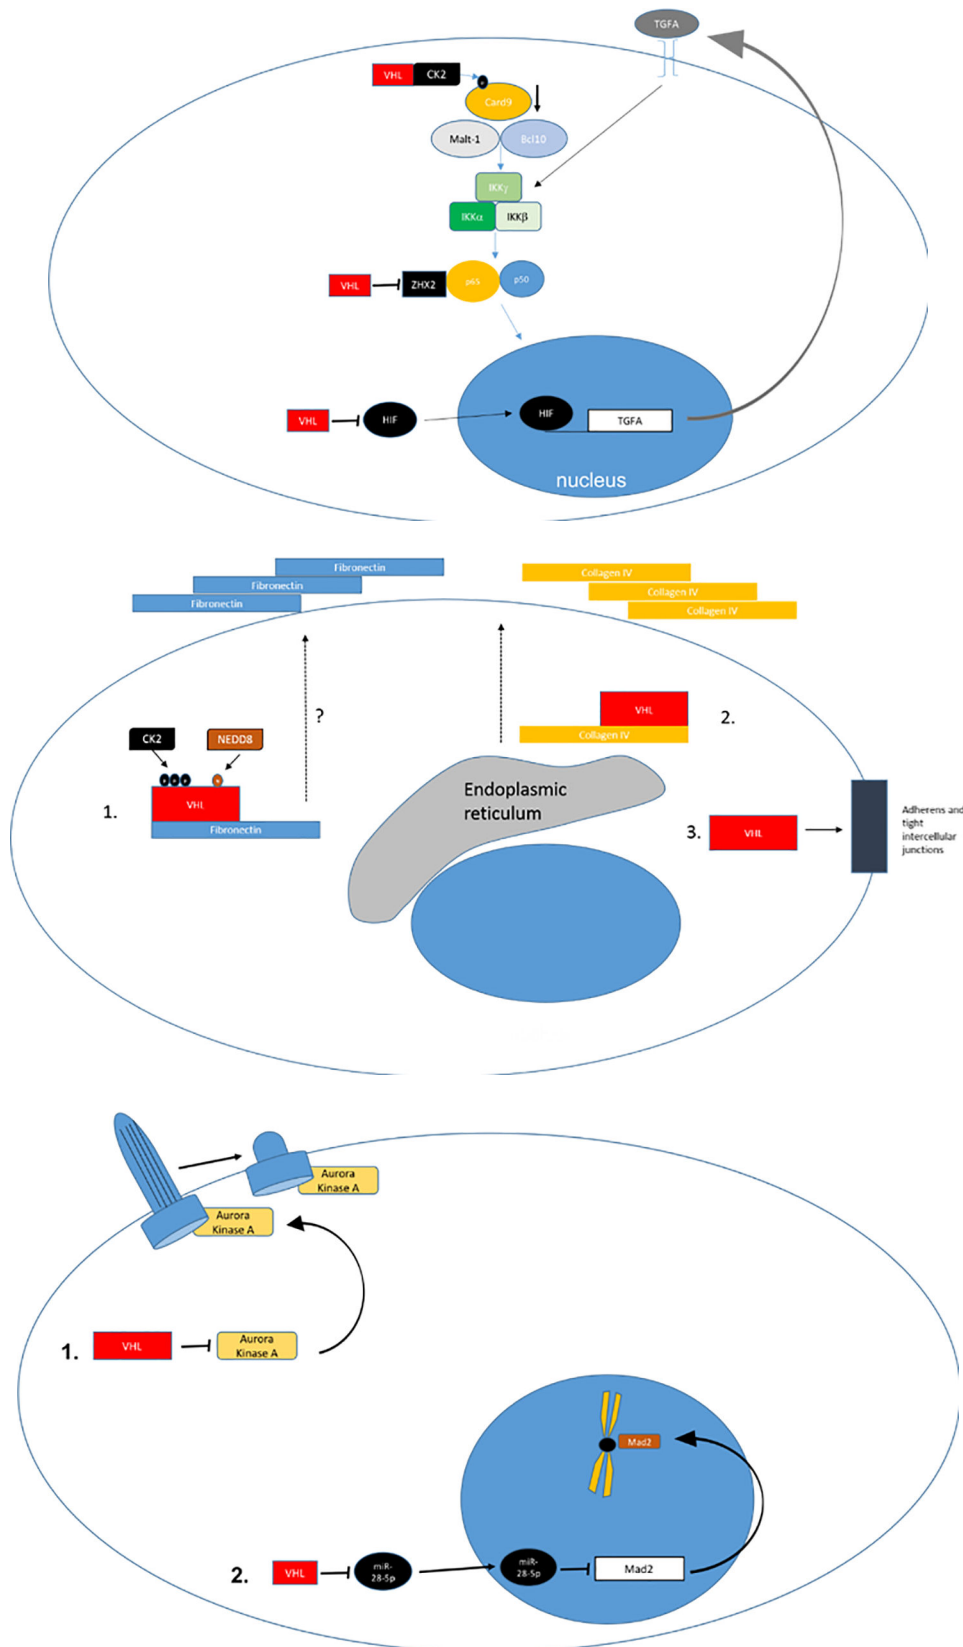 TGFA
VHL
CK2
Card9
Malt-1
Bcl10
IKKγ
IKKα
IKKβ
VHL
ZHX2
p65
p50
VHL
HIF
HIF
TGFA
nucleus
Fibronectin
Fibronectin
Fibronectin
Collagen IV
Collagen IV
Collagen IV
?
VHL
2.
Collagen IV
CK2
NEDD8
1.
VHL
Fibronectin
Endoplasmic
reticulum
3.
VHL
Adherens and
tight
intercellular
junctions
Aurora
Kinase A
Aurora
Kinase A
1.
VHL
Aurora
Kinase A
Mad2
2.
VHL
miR-
28-5p
miR-
28-5p
Mad2